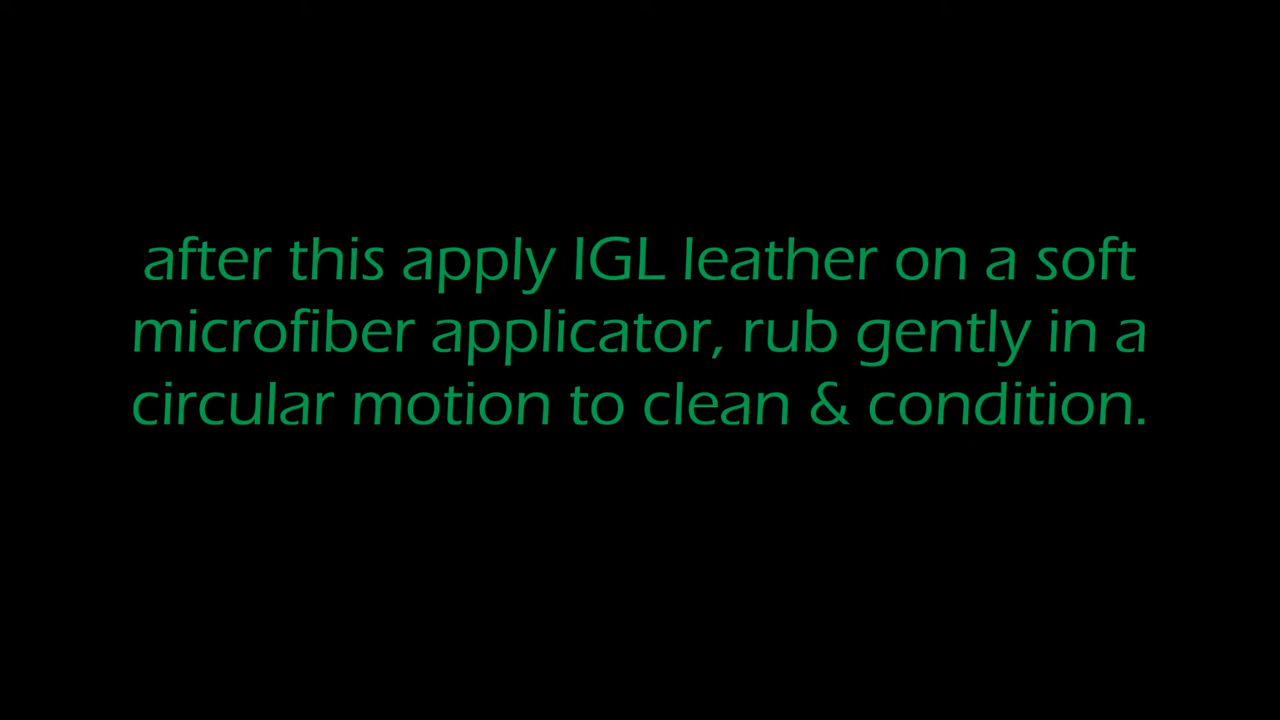 after this apply IGL leather on a soft
microfiber applicator, rub gently in a
circular motion to clean & condition.